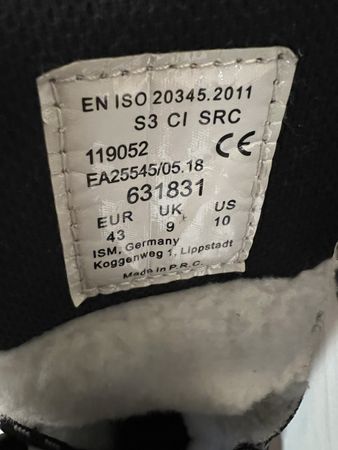 EN ISO 20345.2011
S3 CI SRC
119052 CE
EA25545/05.18
631831
EUR UK US
43 9 10
ISM, Germany
Koggenweg 1, Lippstadt
Made in P.R.C.